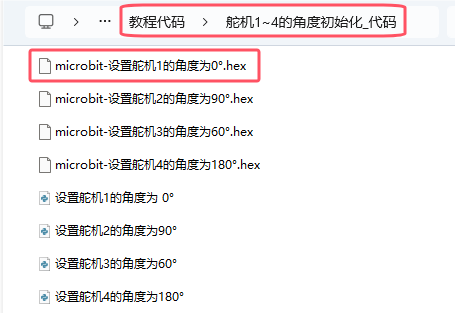 … 教程代码 > 舵机1~4的角度初始化_代码
microbit-设置舵机1的角度为0°.hex
microbit-设置舵机2的角度为90°.hex
microbit-设置舵机3的角度为60°.hex
microbit-设置舵机4的角度为180°.hex
设置舵机1的角度为 0°
设置舵机2的角度为90°
设置舵机3的角度为60°
设置舵机4的角度为180°